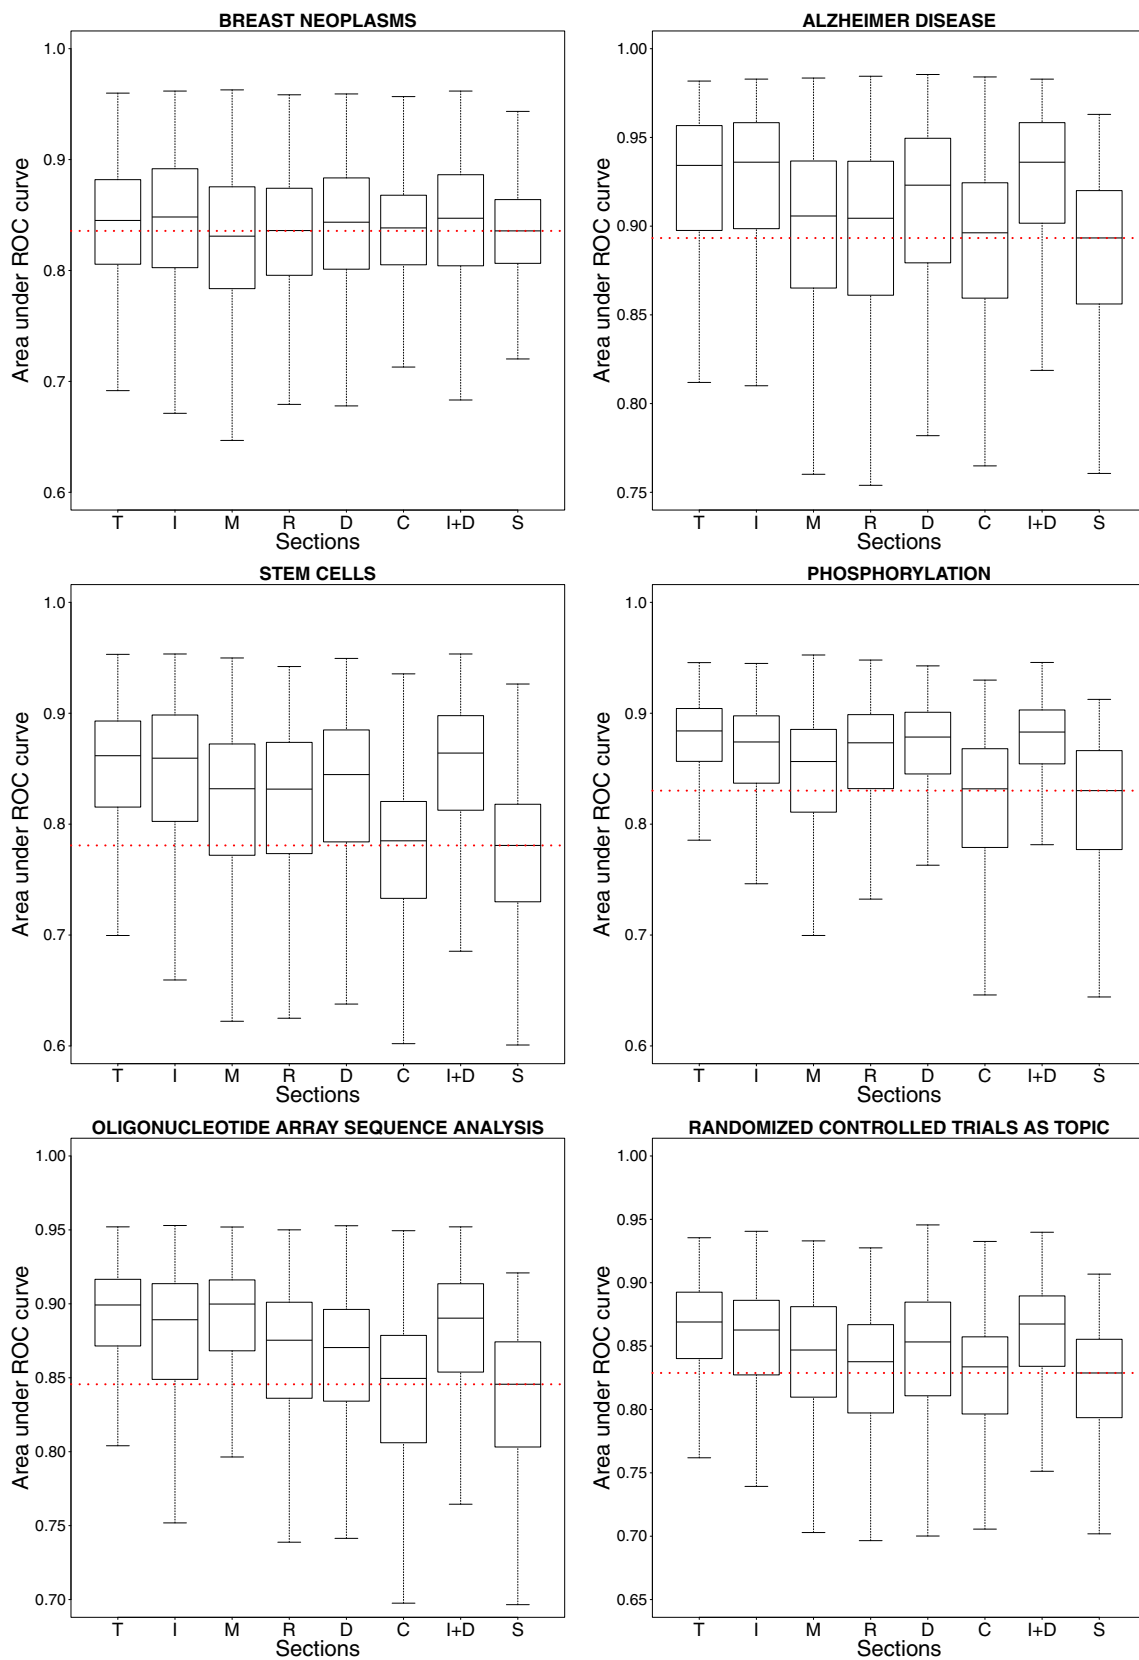 BREAST NEOPLASMS
Area under ROC curve
1.0
0.9
0.8
0.7
0.6
T I M R D C I+D S
Sections
ALZHEIMER DISEASE
Area under ROC curve
1.00
0.95
0.90
0.85
0.80
0.75
T I M R D C I+D S
Sections
STEM CELLS
Area under ROC curve
1.0
0.9
0.8
0.7
0.6
T I M R D C I+D S
Sections
PHOSPHORYLATION
Area under ROC curve
1.0
0.9
0.8
0.7
0.6
T I M R D C I+D S
Sections
OLIGONUCLEOTIDE ARRAY SEQUENCE ANALYSIS
Area under ROC curve
1.00
0.95
0.90
0.85
0.80
0.75
0.70
T I M R D C I+D S
Sections
RANDOMIZED CONTROLLED TRIALS AS TOPIC
Area under ROC curve
1.00
0.95
0.90
0.85
0.80
0.75
0.70
0.65
T I M R D C I+D S
Sections